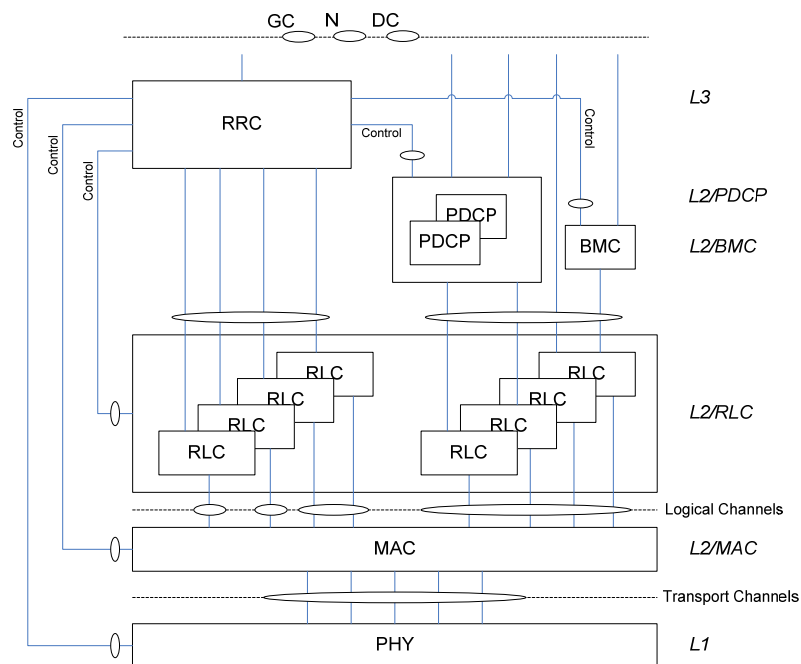 GC N DC
L3
RRC
Control
Control
Control
Control
Control
L2/PDCP
PDCP
PDCP
L2/BMC
BMC
RLC
RLC
RLC
RLC
RLC
RLC
RLC
RLC
L2/RLC
Logical Channels
MAC
L2/MAC
Transport Channels
PHY
L1